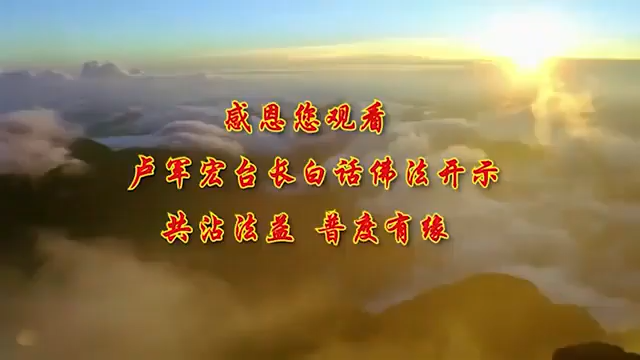 感恩您观看
卢军宏台长白话佛法开示
共沾法益 普度有缘